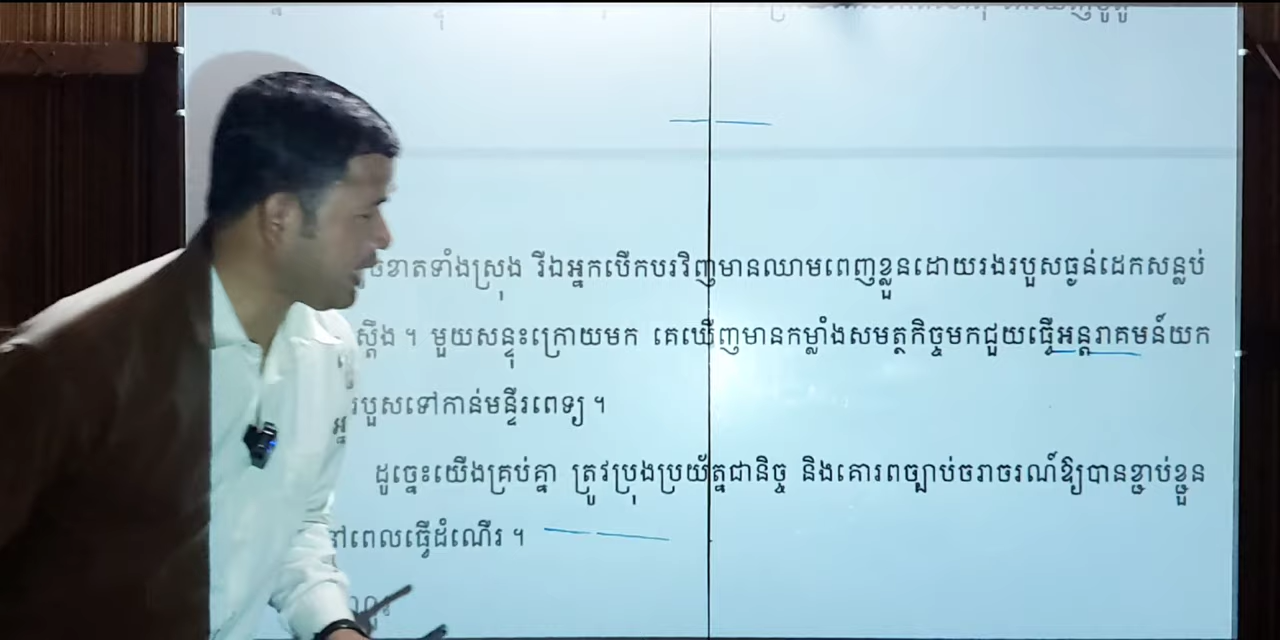 ខាតទាំងស្រុង រីឯអ្នកបើកបរវិញមានឈាមពេញខ្លួនដោយរងរបួសធ្ងន់ដេកសន្លប់
ស្ដឹង ។ មួយសន្ទុះក្រោយមក គេឃើញមានកម្លាំងសមត្ថកិច្ចមកជួយធ្វើអន្តរាគមន៍យក
របួសទៅកាន់មន្ទីរពេទ្យ ។
ដូច្នេះយើងគ្រប់គ្នា ត្រូវប្រុងប្រយ័ត្នជានិច្ច និងគោរពច្បាប់ចរាចរណ៍ឱ្យបានខ្ជាប់ខ្ជួន
នៅពេលធ្វើដំណើរ ។